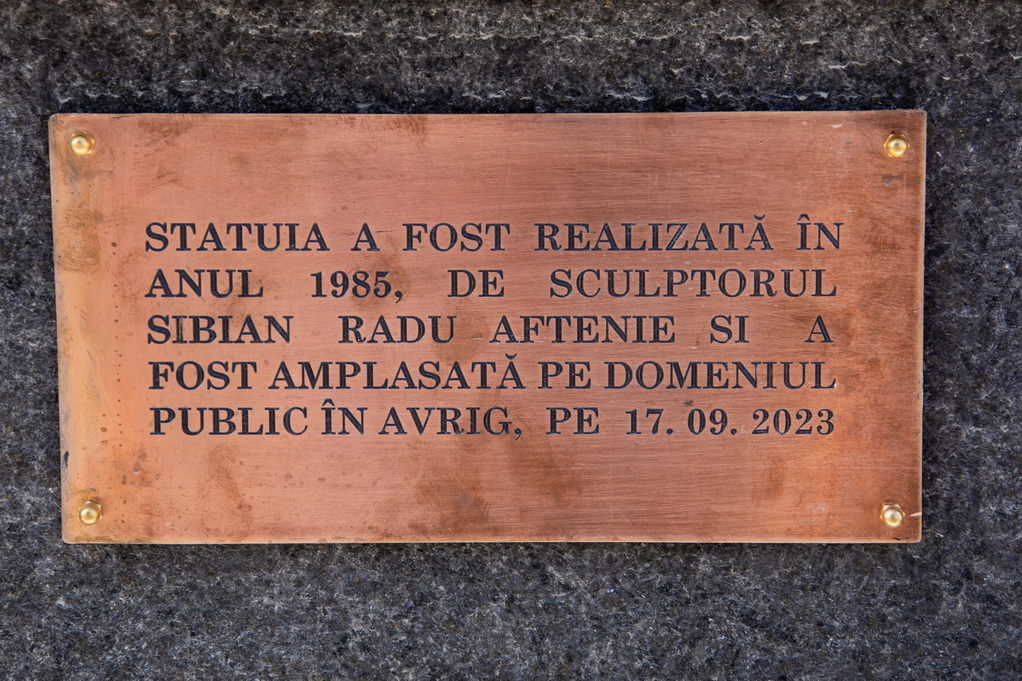 STATUIA A FOST REALIZATĂ ÎN
ANUL 1985, DE SCULPTORUL
SIBIAN RADU AFTENIE SI A
FOST AMPLASATĂ PE DOMENIUL
PUBLIC ÎN AVRIG, PE 17. 09. 2023